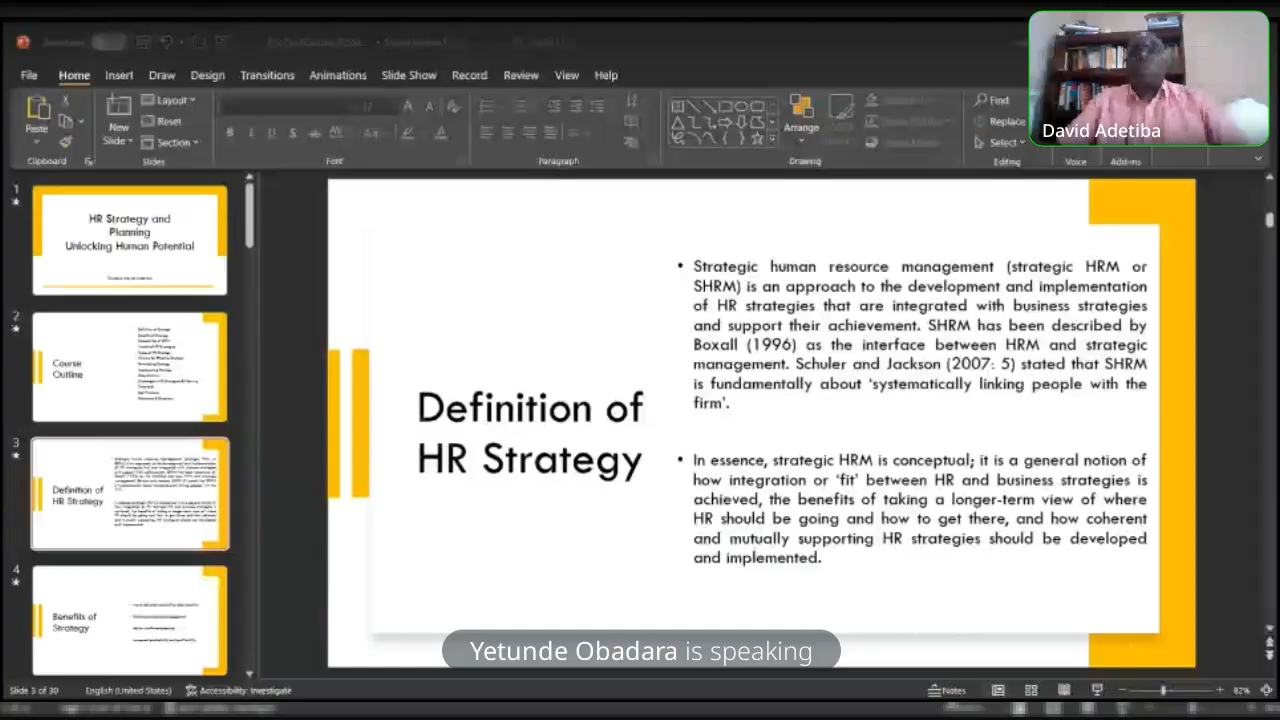 File Home Insert Draw Design Transitions Animations Slide Show Record Review View Help
Paste
New
Slide
Layout
Reset
Section
Arrange
Find
Replace
Select
Clipboard
Slides
Font
Paragraph
Drawing
Editing
Voice
Add-ins
David Adetiba
1
HR Strategy and
Planning
Unlocking Human Potential
2
Course
Outline
3
Definition of
HR Strategy
4
Benefits of
Strategy
Definition of
HR Strategy
• Strategic human resource management (strategic HRM or
SHRM) is an approach to the development and implementation
of HR strategies that are integrated with business strategies
and support their achievement. SHRM has been described by
Boxall (1996) as the interface between HRM and strategic
management. Schuler and Jackson (2007: 5) stated that SHRM
is fundamentally about ‘systematically linking people with the
firm’.
• In essence, strategic HRM is conceptual; it is a general notion of
how integration or ‘fit’ between HR and business strategies is
achieved, the benefits of taking a longer-term view of where
HR should be going and how to get there, and how coherent
and mutually supporting HR strategies should be developed
and implemented.
Yetunde Obadara is speaking
Slide 3 of 30 English (United States) Accessibility: Investigate Notes 82%